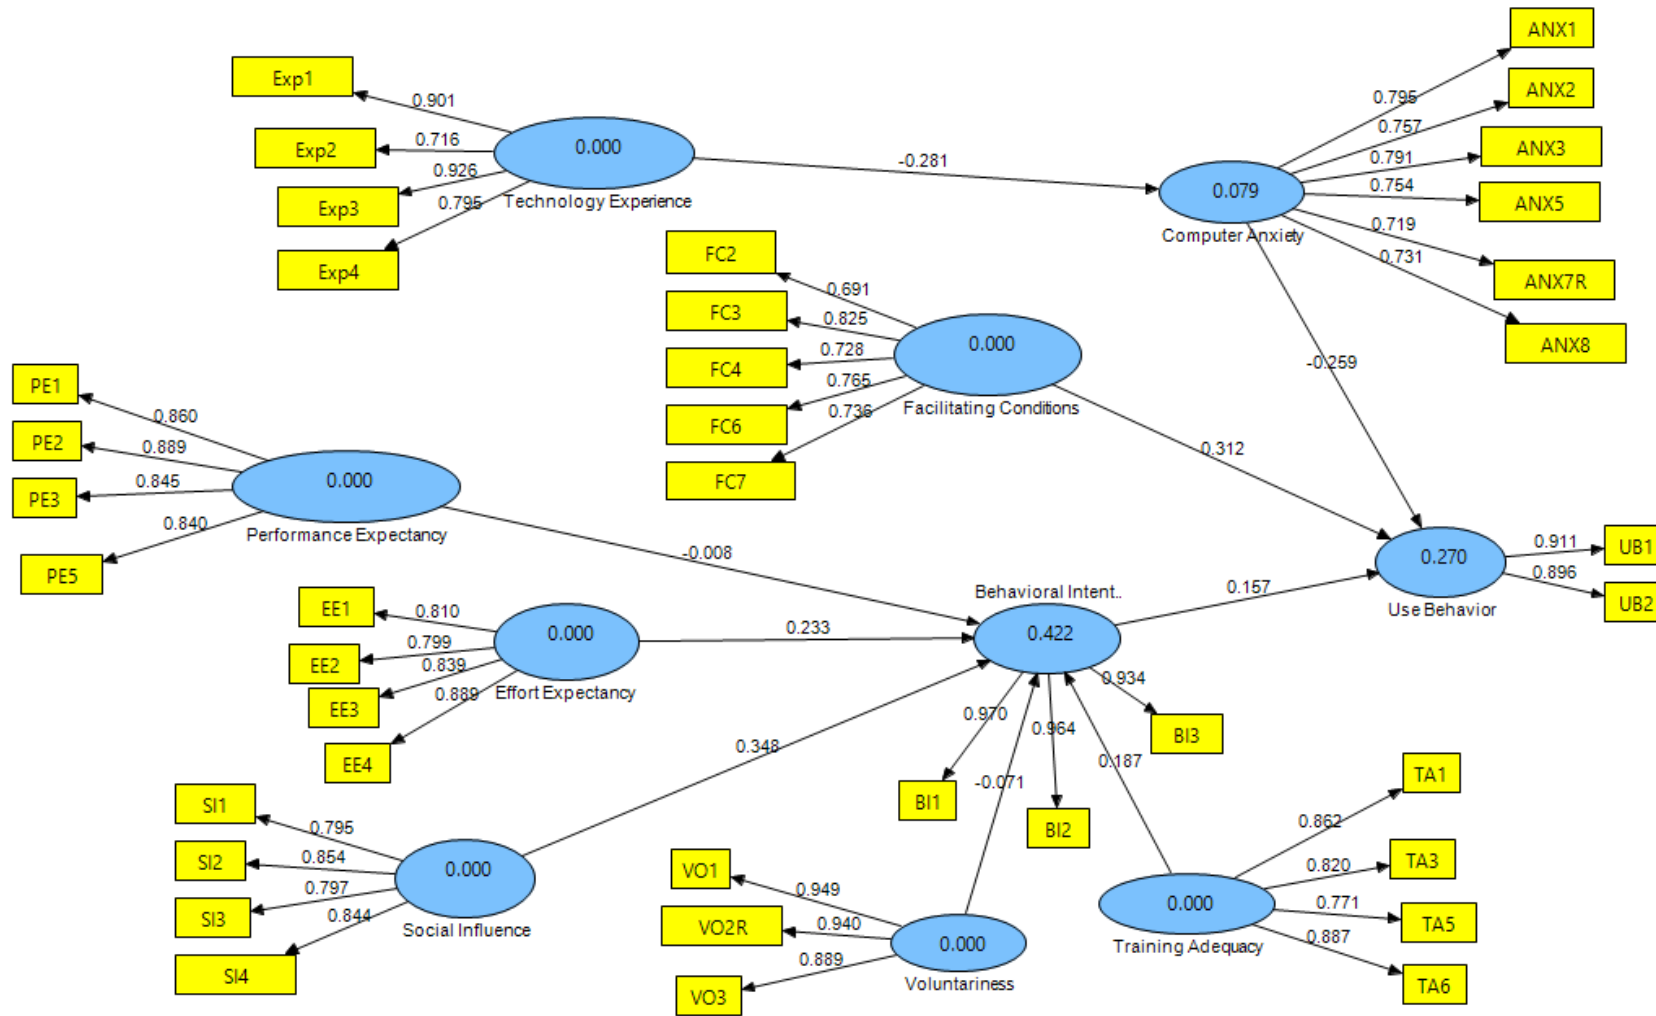 ANX1
Exp1
ANX2
0.901
0.795
Exp2
0.716
0.000
0.757
ANX3
0.926
-0.281
0.791
Exp3
0.795
Technology Experience
0.079
0.754
ANX5
Computer Anxiety
0.719
Exp4
FC2
0.731
ANX7R
0.691
FC3
0.825
0.000
ANX8
FC4
0.728
-0.259
PE1
0.765
Facilitating Conditions
0.860
0.736
FC6
PE2
0.889
0.312
0.000
FC7
PE3
0.845
0.840
Performance Expectancy
-0.008
0.911
UB1
0.270
PE5
0.896
Behavioral Intent..
0.157
Use Behavior
UB2
EE1
0.810
0.000
0.233
0.422
EE2
0.799
0.839
0.934
EE3
0.889
Effort Expectancy
0.970
0.964
BI3
EE4
0.348
0.187
TA1
-0.071
SI1
BI1
0.795
BI2
0.862
SI2
0.854
0.000
VO1
0.820
TA3
0.797
0.949
0.771
SI3
0.844
Social Influence
VO2R
0.940
0.000
TA5
0.000
0.887
Training Adequacy
0.889
SI4
VO3
Voluntariness
TA6